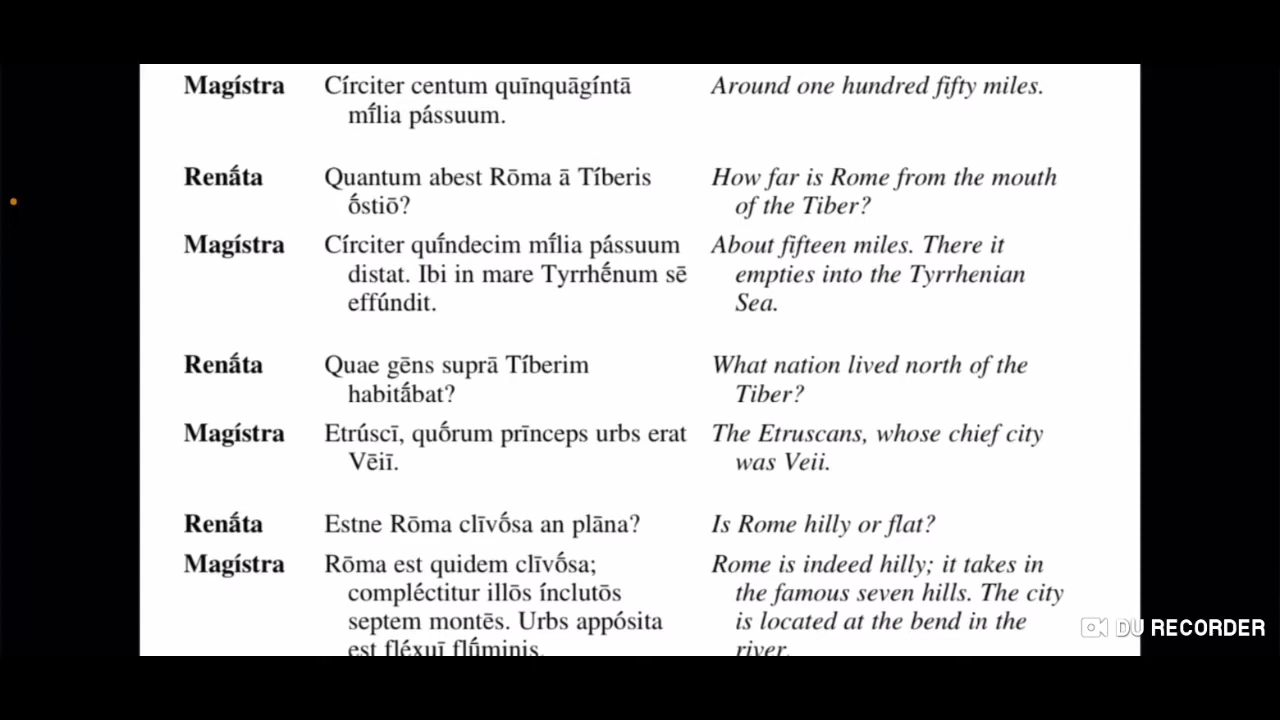 Magístra Círciter centum quīnquāgíntā Around one hundred fifty miles.
mī́lia pássuum.
Renā́ta Quantum abest Rōma ā Tíberis How far is Rome from the mouth
ṓstiō? of the Tiber?
Magístra Círciter quī́ndecim mī́lia pássuum About fifteen miles. There it
distat. Ibi in mare Tyrrhḗnum sē empties into the Tyrrhenian
effúndit. Sea.
Renā́ta Quae gēns suprā Tíberim What nation lived north of the
habitā́bat? Tiber?
Magístra Etrúscī, quṓrum prīnceps urbs erat The Etruscans, whose chief city
Vēiī. was Veii.
Renā́ta Estne Rōma clīvṓsa an plāna? Is Rome hilly or flat?
Magístra Rōma est quidem clīvṓsa; Rome is indeed hilly; it takes in
compléctitur illōs ínclutōs the famous seven hills. The city
septem montēs. Urbs appósita is located at the bend in the
est fléxuī flū́minis. river.
DU RECORDER